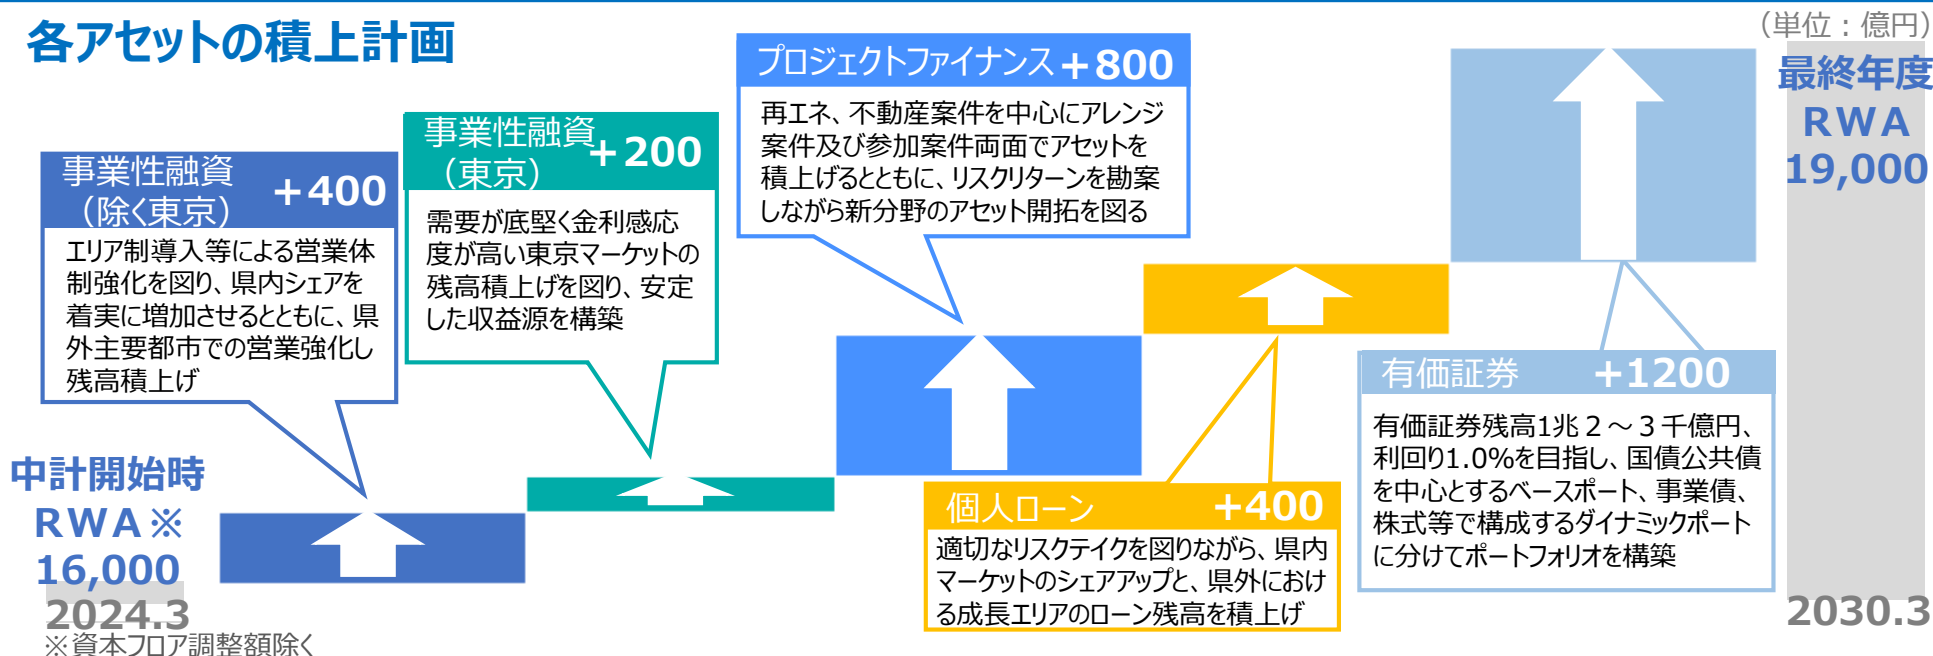 各アセットの積上計画
（単位：億円）
中計開始時
ＲＷＡ※
16,000
2024.3
※資本フロア調整額除く
事業性融資
（除く東京）
＋400
エリア制導入等による営業体
制強化を図り、県内シェアを
着実に増加させるとともに、県
外主要都市での営業強化し
残高積上げ
事業性融資
（東京）
＋200
需要が底堅く金利感応
度が高い東京マーケットの
残高積上げを図り、安定
した収益源を構築
プロジェクトファイナンス＋800
再エネ、不動産案件を中心にアレンジ
案件及び参加案件両面でアセットを
積上げるとともに、リスクリターンを勘案
しながら新分野のアセット開拓を図る
個人ローン ＋400
適切なリスクテイクを図りながら、県内
マーケットのシェアアップと、県外におけ
る成長エリアのローン残高を積上げ
有価証券 ＋1200
有価証券残高1兆２～３千億円、
利回り1.0%を目指し、国債公共債
を中心とするベースポート、事業債、
株式等で構成するダイナミックポート
に分けてポートフォリオを構築
最終年度
ＲＷＡ
19,000
2030.3